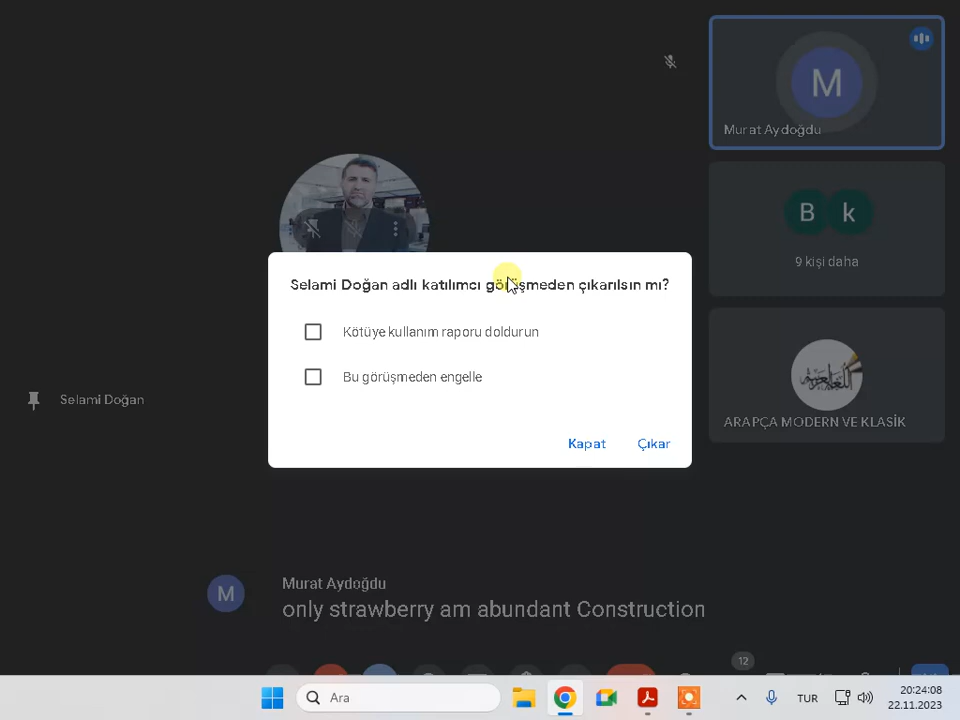 M
Murat Aydoğdu
B k
9 kişi daha
Selami Doğan adlı katılımcı görüşmeden çıkarılsın mı?
Kötüye kullanım raporu doldurun
Bu görüşmeden engelle
Selami Doğan
ARAPÇA MODERN VE KLASİK
Kapat Çıkar
M
Murat Aydoğdu
only strawberry am abundant Construction
12
Ara
TUR
20:24:08
22.11.2023